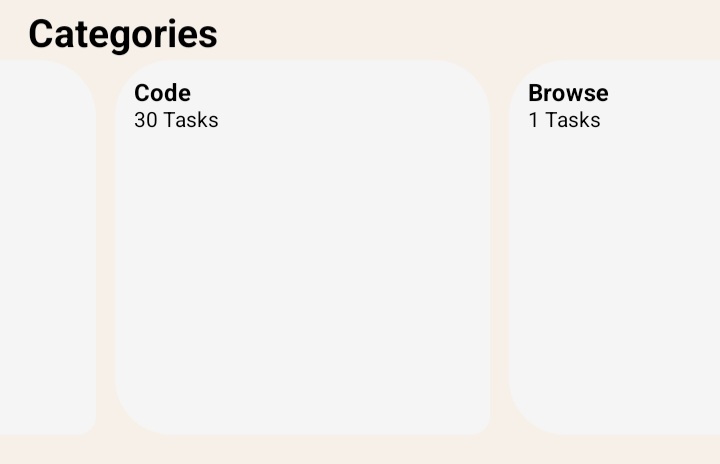 Categories
Code
30 Tasks
Browse
1 Tasks